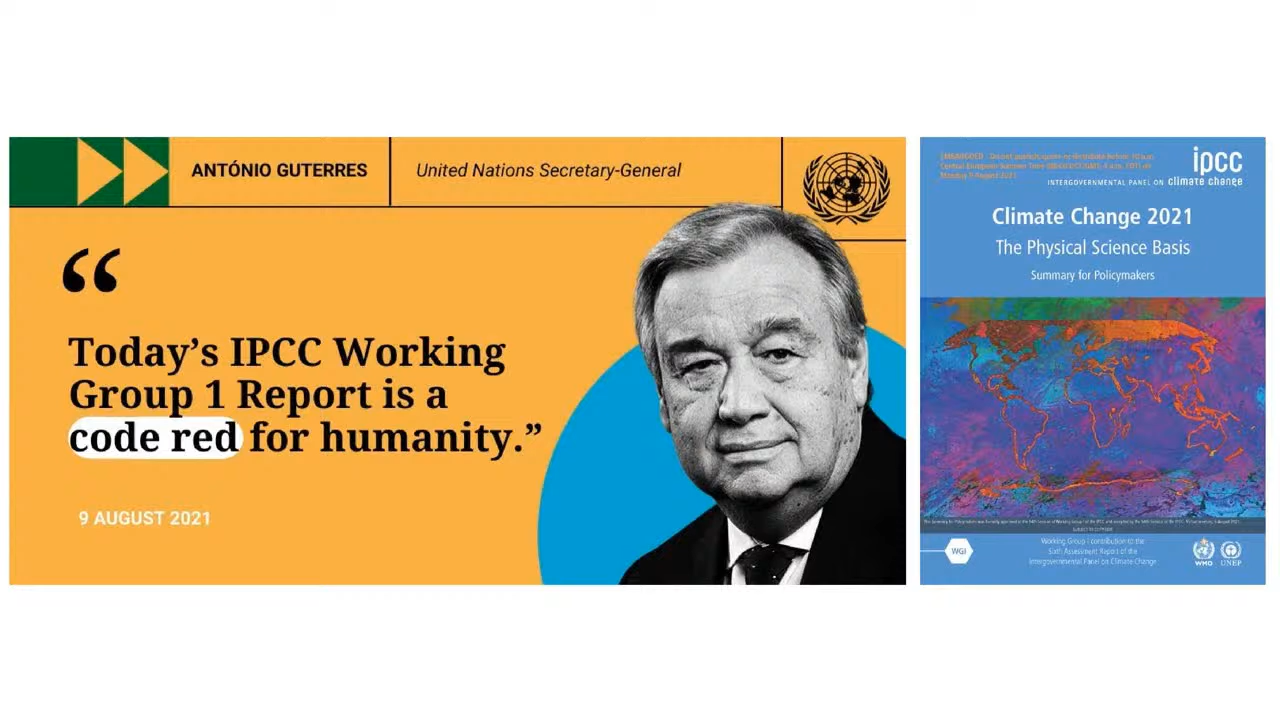 ANTÓNIO GUTERRES
United Nations Secretary-General
“
Today’s IPCC Working
Group 1 Report is a
code red for humanity.”
9 AUGUST 2021
ipcc
INTERGOVERNMENTAL PANEL ON climate change
Climate Change 2021
The Physical Science Basis
Summary for Policymakers
WGI
Working Group I contribution to the
Sixth Assessment Report of the
Intergovernmental Panel on Climate Change
WMO
UNEP